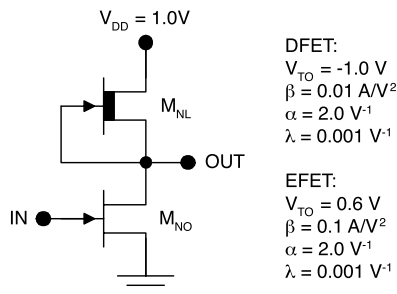 V_DD = 1.0V
DFET:
V_TO = -1.0 V
β = 0.01 A/V²
α = 2.0 V⁻¹
λ = 0.001 V⁻¹
M_NL
OUT
EFET:
V_TO = 0.6 V
β = 0.1 A/V²
α = 2.0 V⁻¹
λ = 0.001 V⁻¹
IN
M_NO